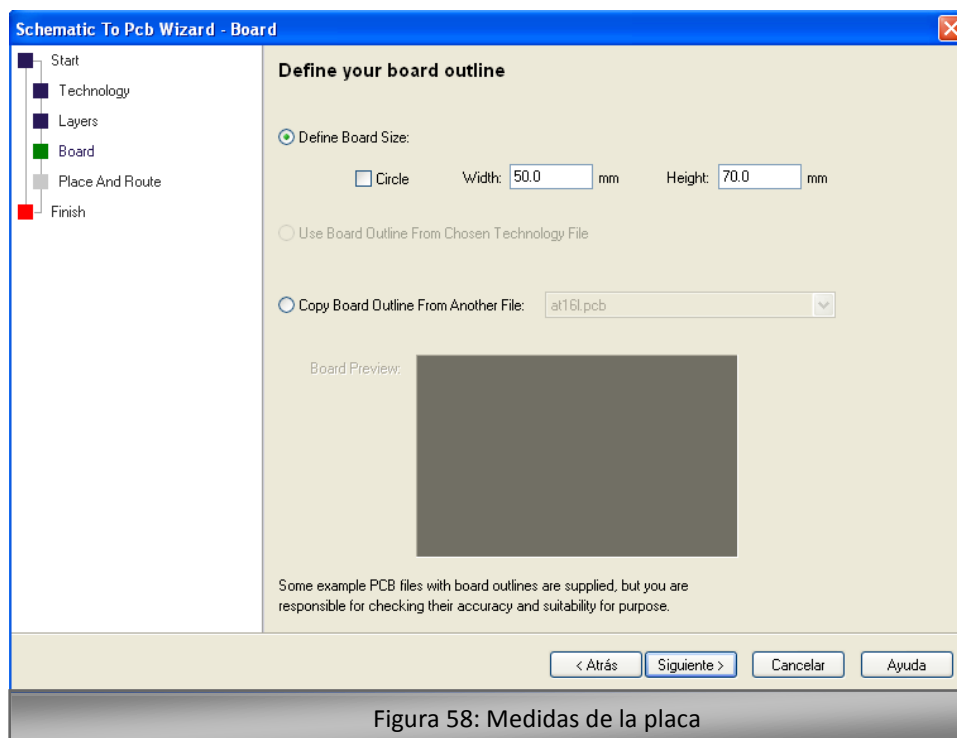 Schematic To Pcb Wizard - Board
Start
Technology
Layers
Board
Place And Route
Finish
Define your board outline
Define Board Size:
Circle Width: 50.0 mm Height: 70.0 mm
Use Board Outline From Chosen Technology File
Copy Board Outline From Another File: at16l.pcb
Board Preview:
Some example PCB files with board outlines are supplied, but you are
responsible for checking their accuracy and suitability for purpose.
< Atrás Siguiente > Cancelar Ayuda
Figura 58: Medidas de la placa